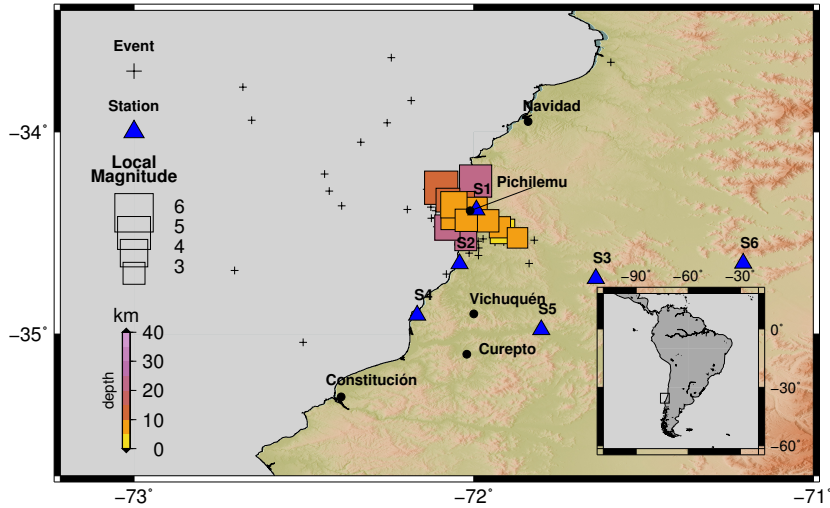 Event
Station
Local
Magnitude
6
5
4
3
km
40
30
20
10
0
depth
−34˚
−35˚
−73˚
−72˚
−71˚
Navidad
S1
Pichilemu
S2
S3
S6
S4
Vichuquén
S5
Curepto
Constitución
−90˚
−60˚
−30˚
0˚
−30˚
−60˚